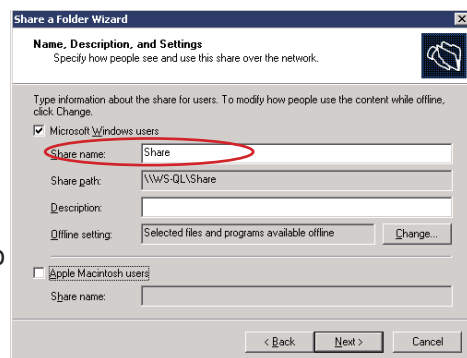 Share a Folder Wizard
Name, Description, and Settings
Specify how people see and use this share over the network.
Type information about the share for users. To modify how people use the content while offline,
click Change.
Microsoft Windows users
Share name: Share
Share path: \\WS-QL\Share
Description:
Offline setting: Selected files and programs available offline Change...
Apple Macintosh users
Share name:
< Back Next > Cancel